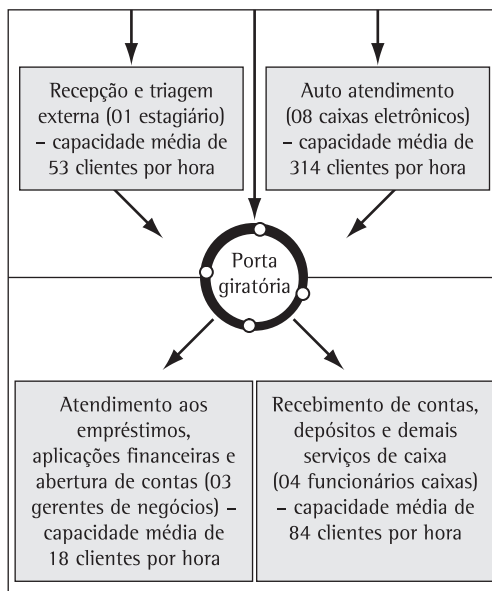 Recepção e triagem
externa (01 estagiário)
– capacidade média de
53 clientes por hora
Auto atendimento
(08 caixas eletrônicos)
– capacidade média de
314 clientes por hora
Porta
giratória
Atendimento aos
empréstimos,
aplicações financeiras e
abertura de contas (03
gerentes de negócios) –
capacidade média de
18 clientes por hora
Recebimento de contas,
depósitos e demais
serviços de caixa
(04 funcionários caixas)
– capacidade média de
84 clientes por hora